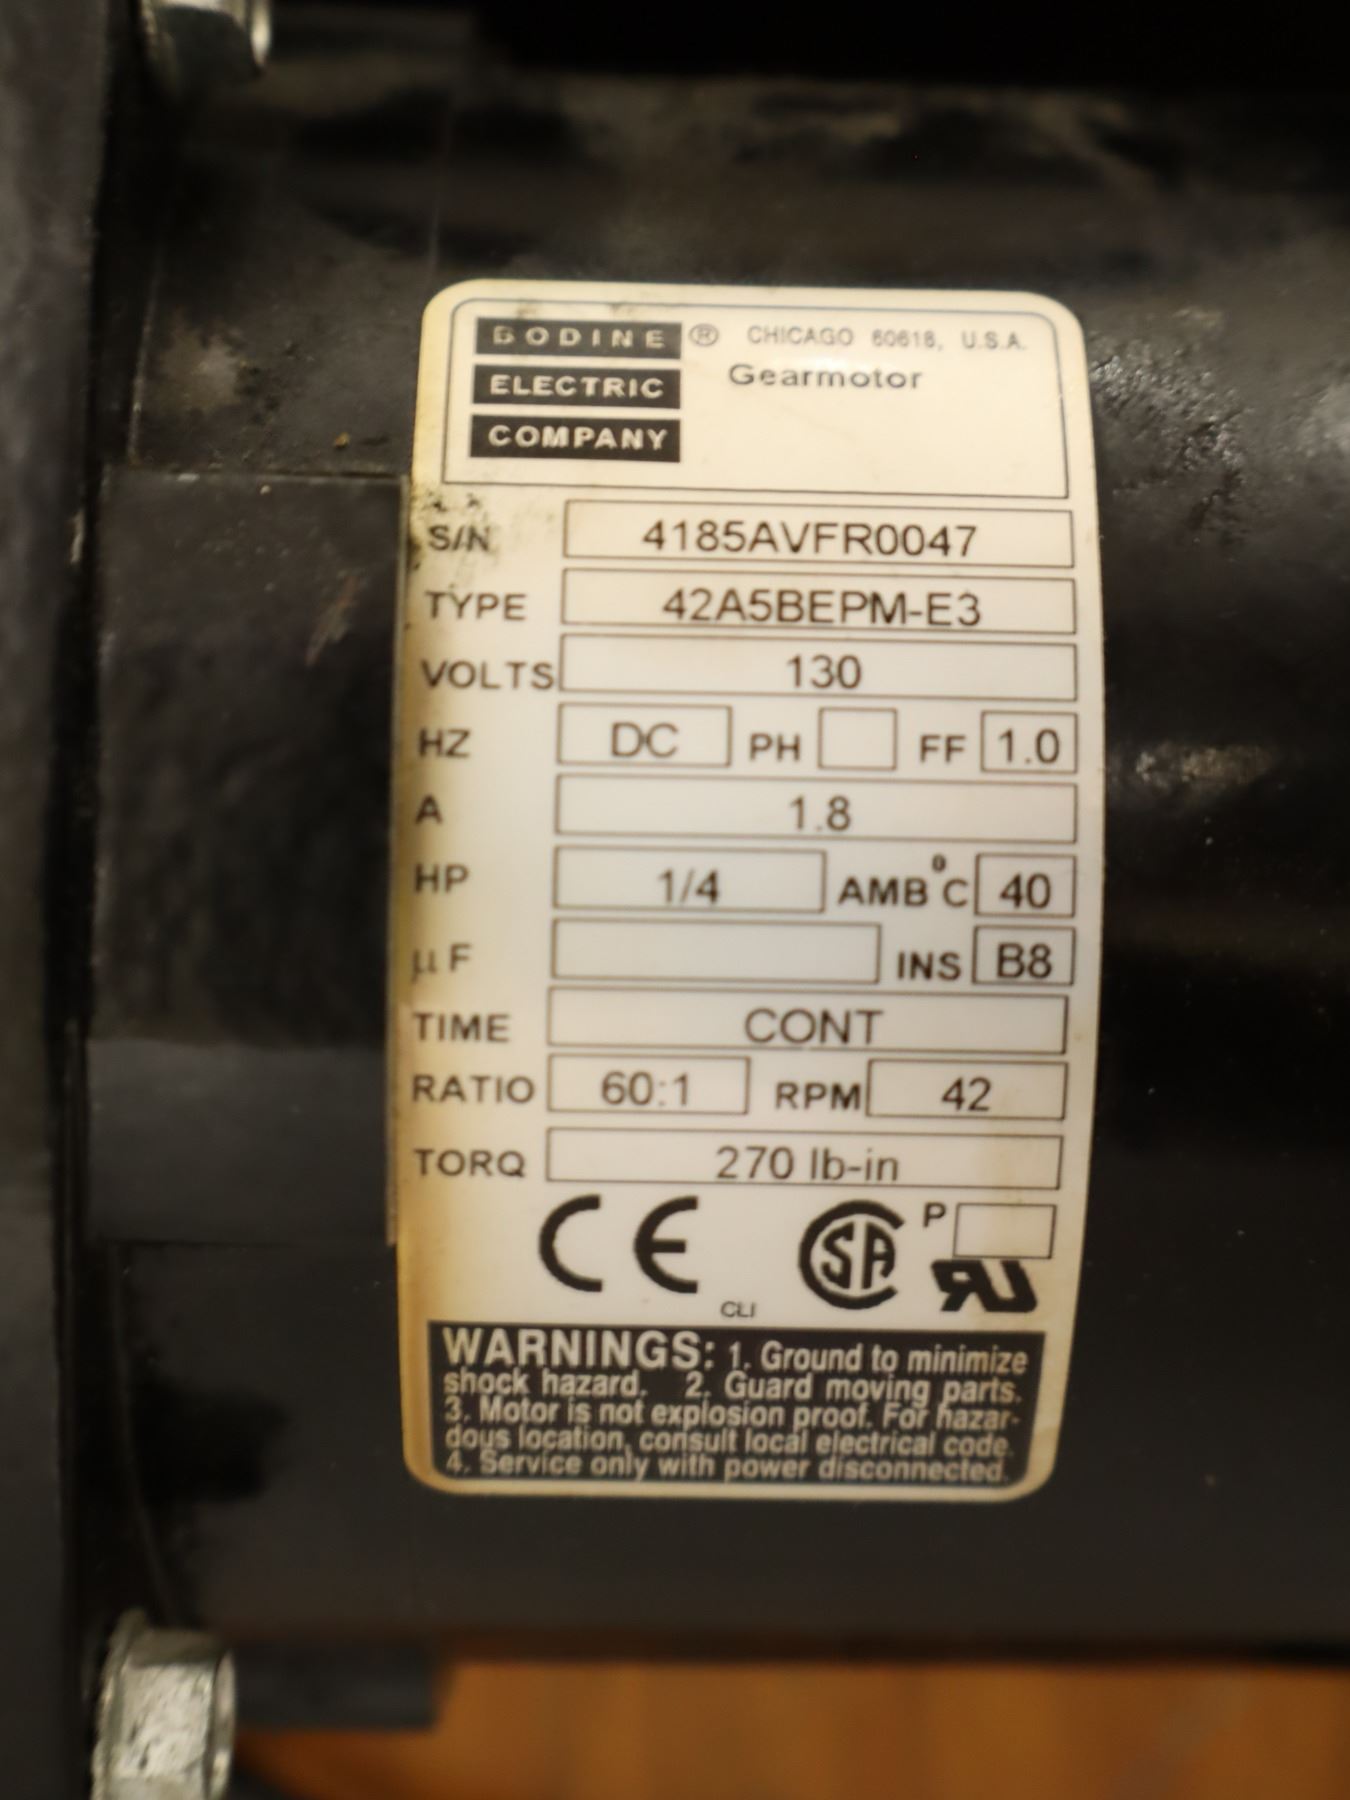 BODINE ® CHICAGO 60618, U.S.A.
ELECTRIC Gearmotor
COMPANY
S/N 4185AVFR0047
TYPE 42A5BEPM-E3
VOLTS 130
HZ DC PH FF 1.0
A 1.8
HP 1/4 AMB°C 40
µF INS B8
TIME CONT
RATIO 60:1 RPM 42
TORQ 270 lb-in
CE SA P
CLI RU
WARNINGS: 1. Ground to minimize
shock hazard. 2. Guard moving parts.
3. Motor is not explosion proof. For hazar-
dous location, consult local electrical code.
4. Service only with power disconnected.